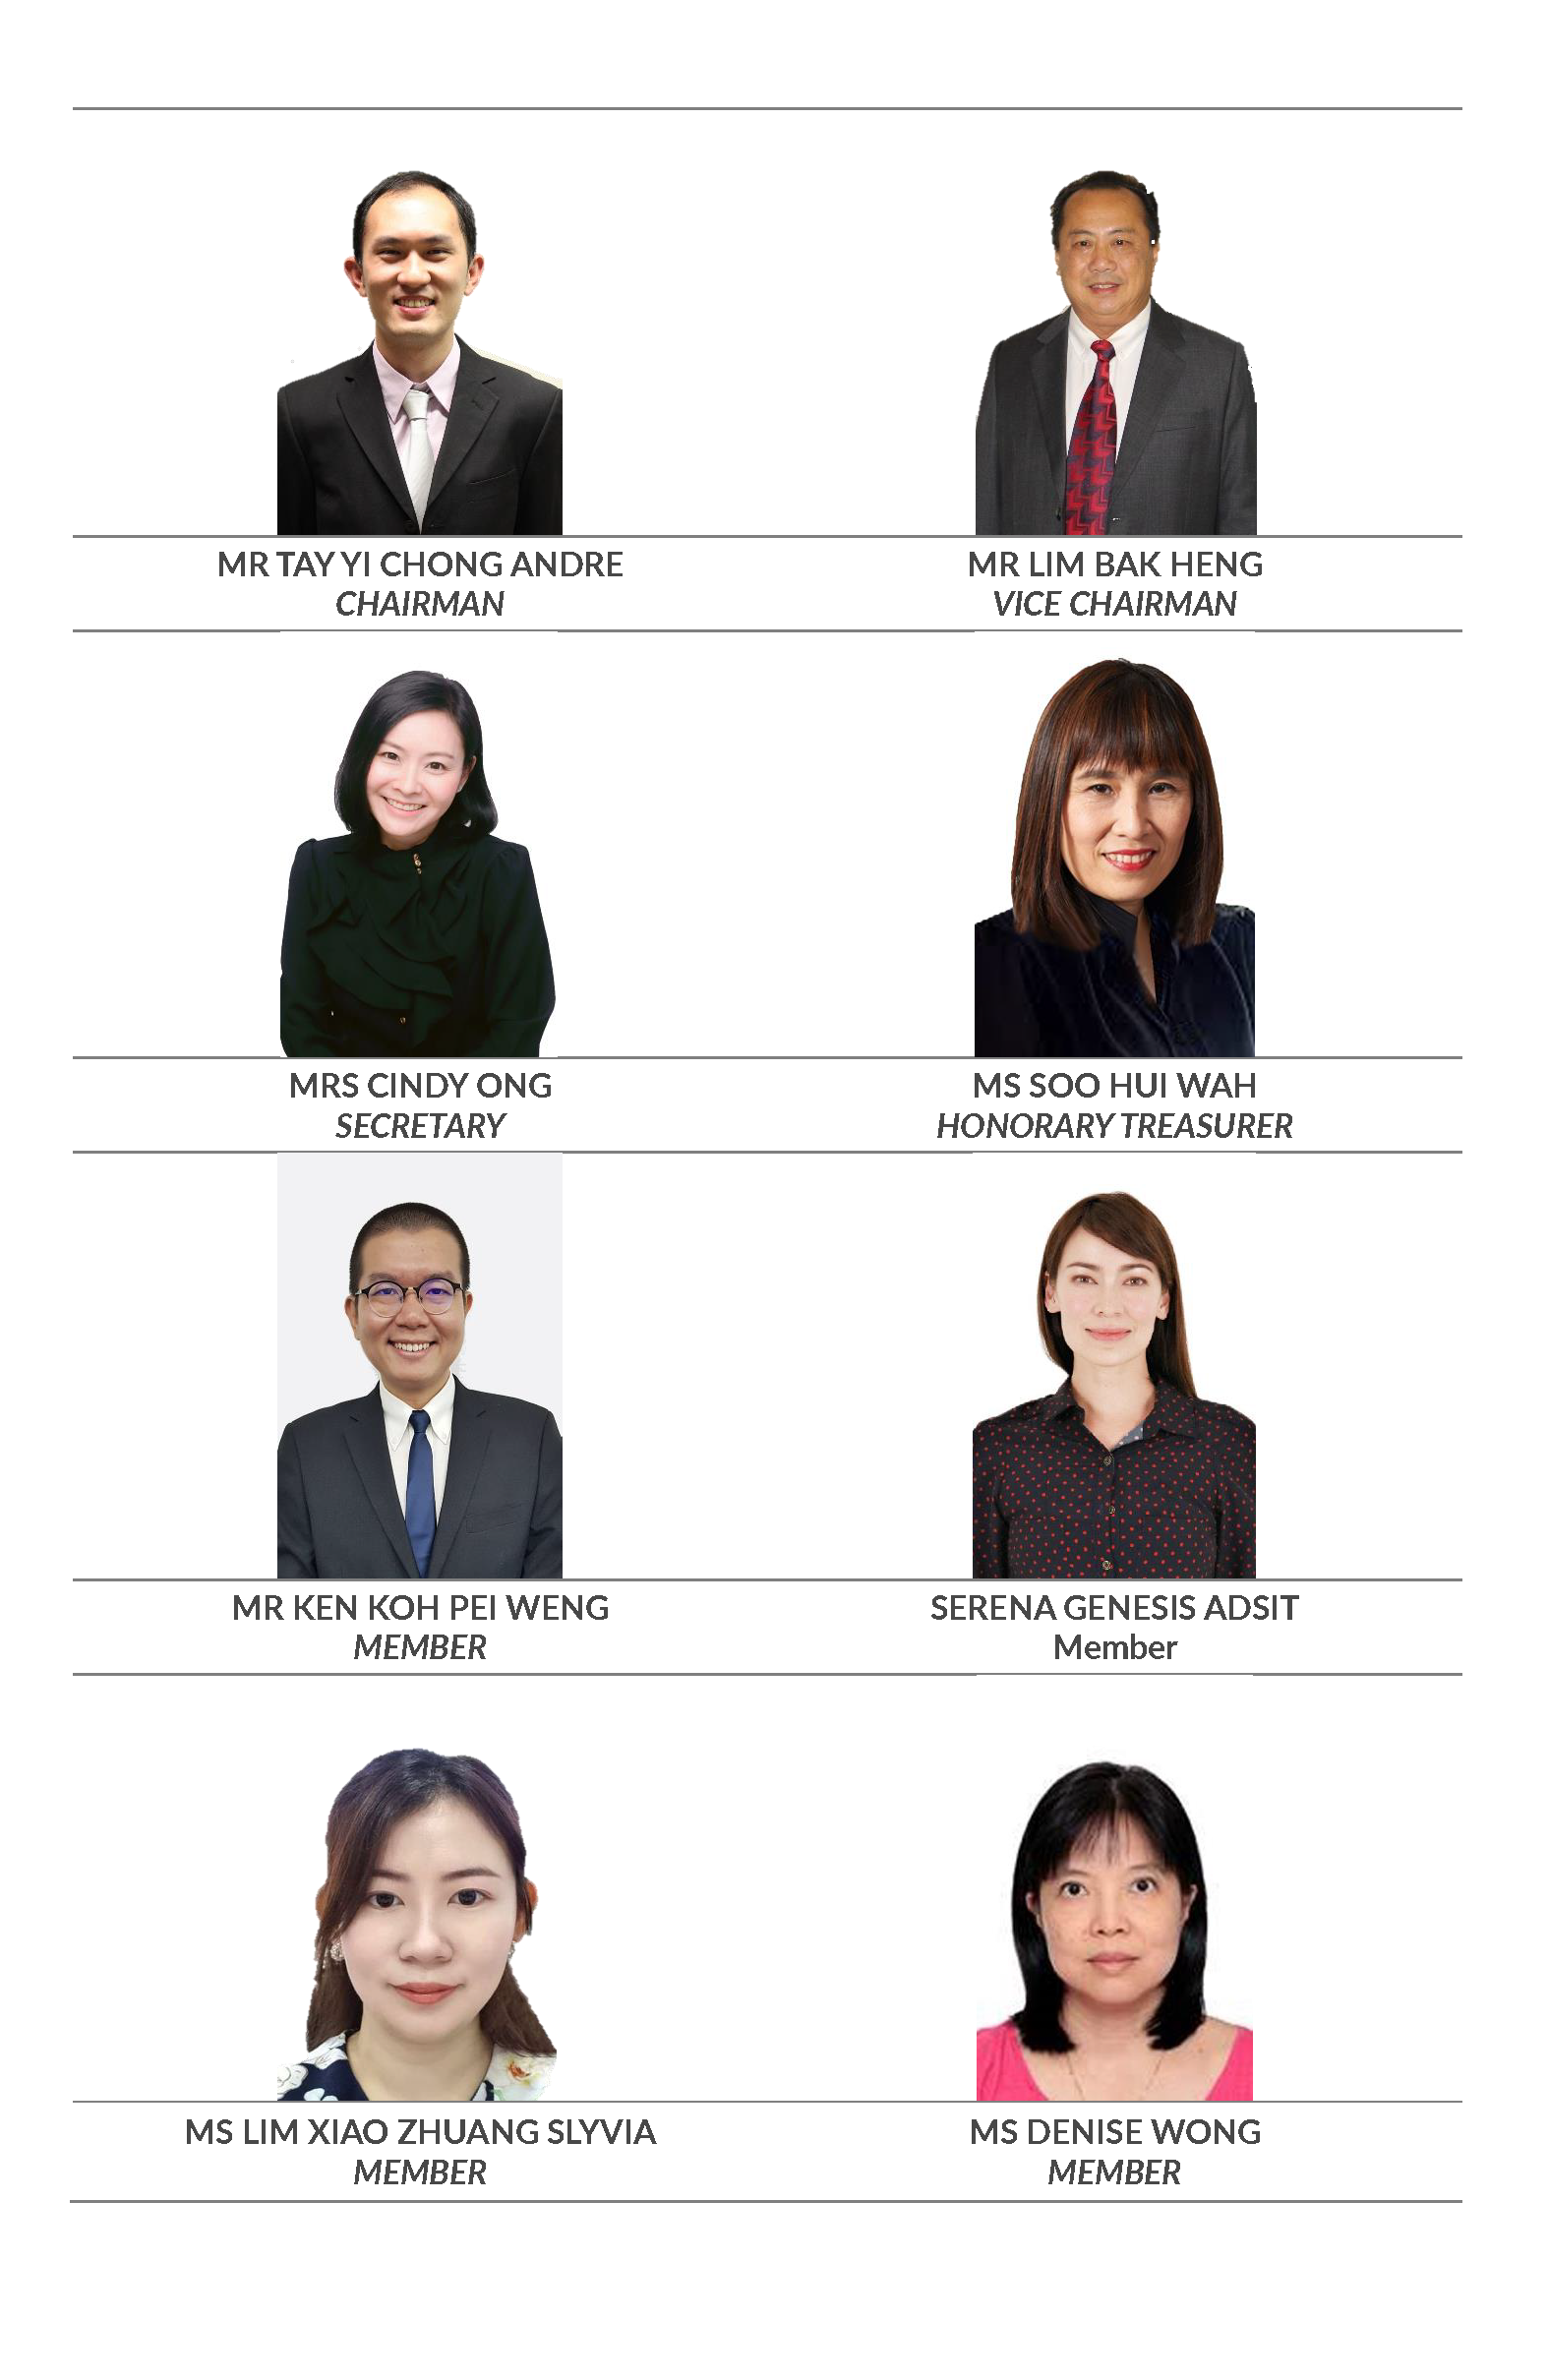 MR TAY YI CHONG ANDRE
CHAIRMAN
MR LIM BAK HENG
VICE CHAIRMAN
MRS CINDY ONG
SECRETARY
MS SOO HUI WAH
HONORARY TREASURER
MR KEN KOH PEI WENG
MEMBER
SERENA GENESIS ADSIT
Member
MS LIM XIAO ZHUANG SLYVIA
MEMBER
MS DENISE WONG
MEMBER